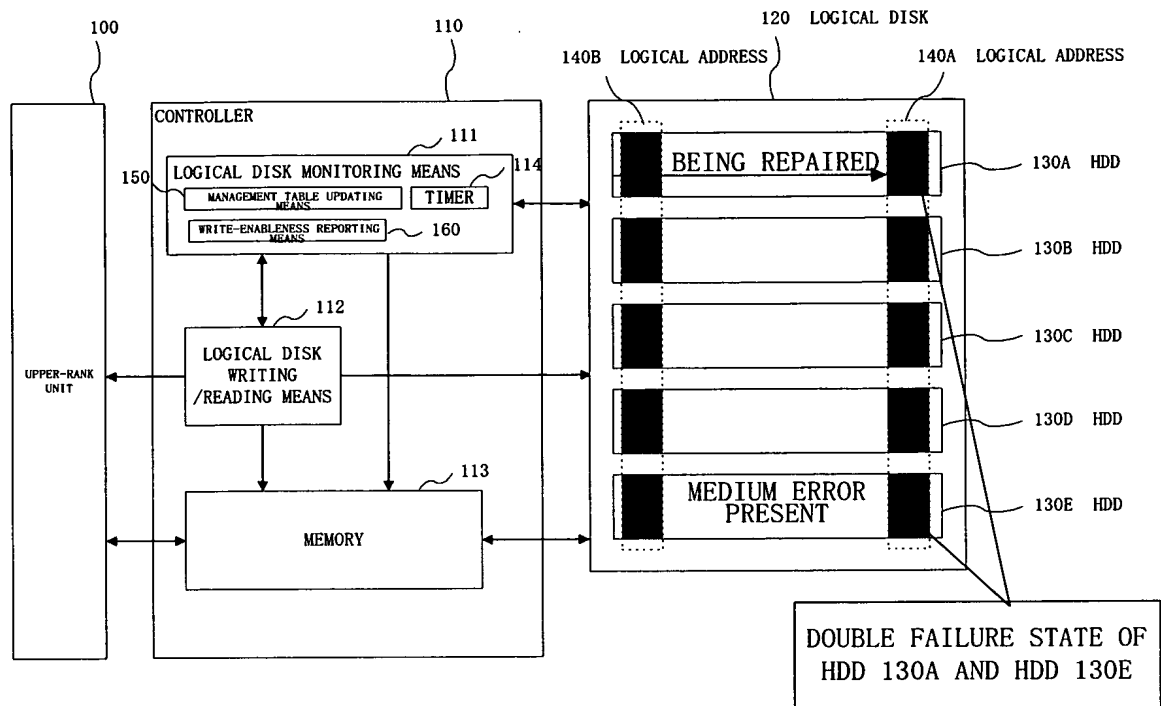 100
110
120 LOGICAL DISK
140B LOGICAL ADDRESS
140A LOGICAL ADDRESS
CONTROLLER
111
LOGICAL DISK MONITORING MEANS
150
114
MANAGEMENT TABLE UPDATING
MEANS
TIMER
WRITE-ENABLENESS REPORTING
MEANS
160
BEING REPAIRED
130A HDD
130B HDD
112
LOGICAL DISK
WRITING
/READING MEANS
UPPER-RANK
UNIT
130C HDD
130D HDD
113
MEMORY
MEDIUM ERROR
PRESENT
130E HDD
DOUBLE FAILURE STATE OF
HDD 130A AND HDD 130E